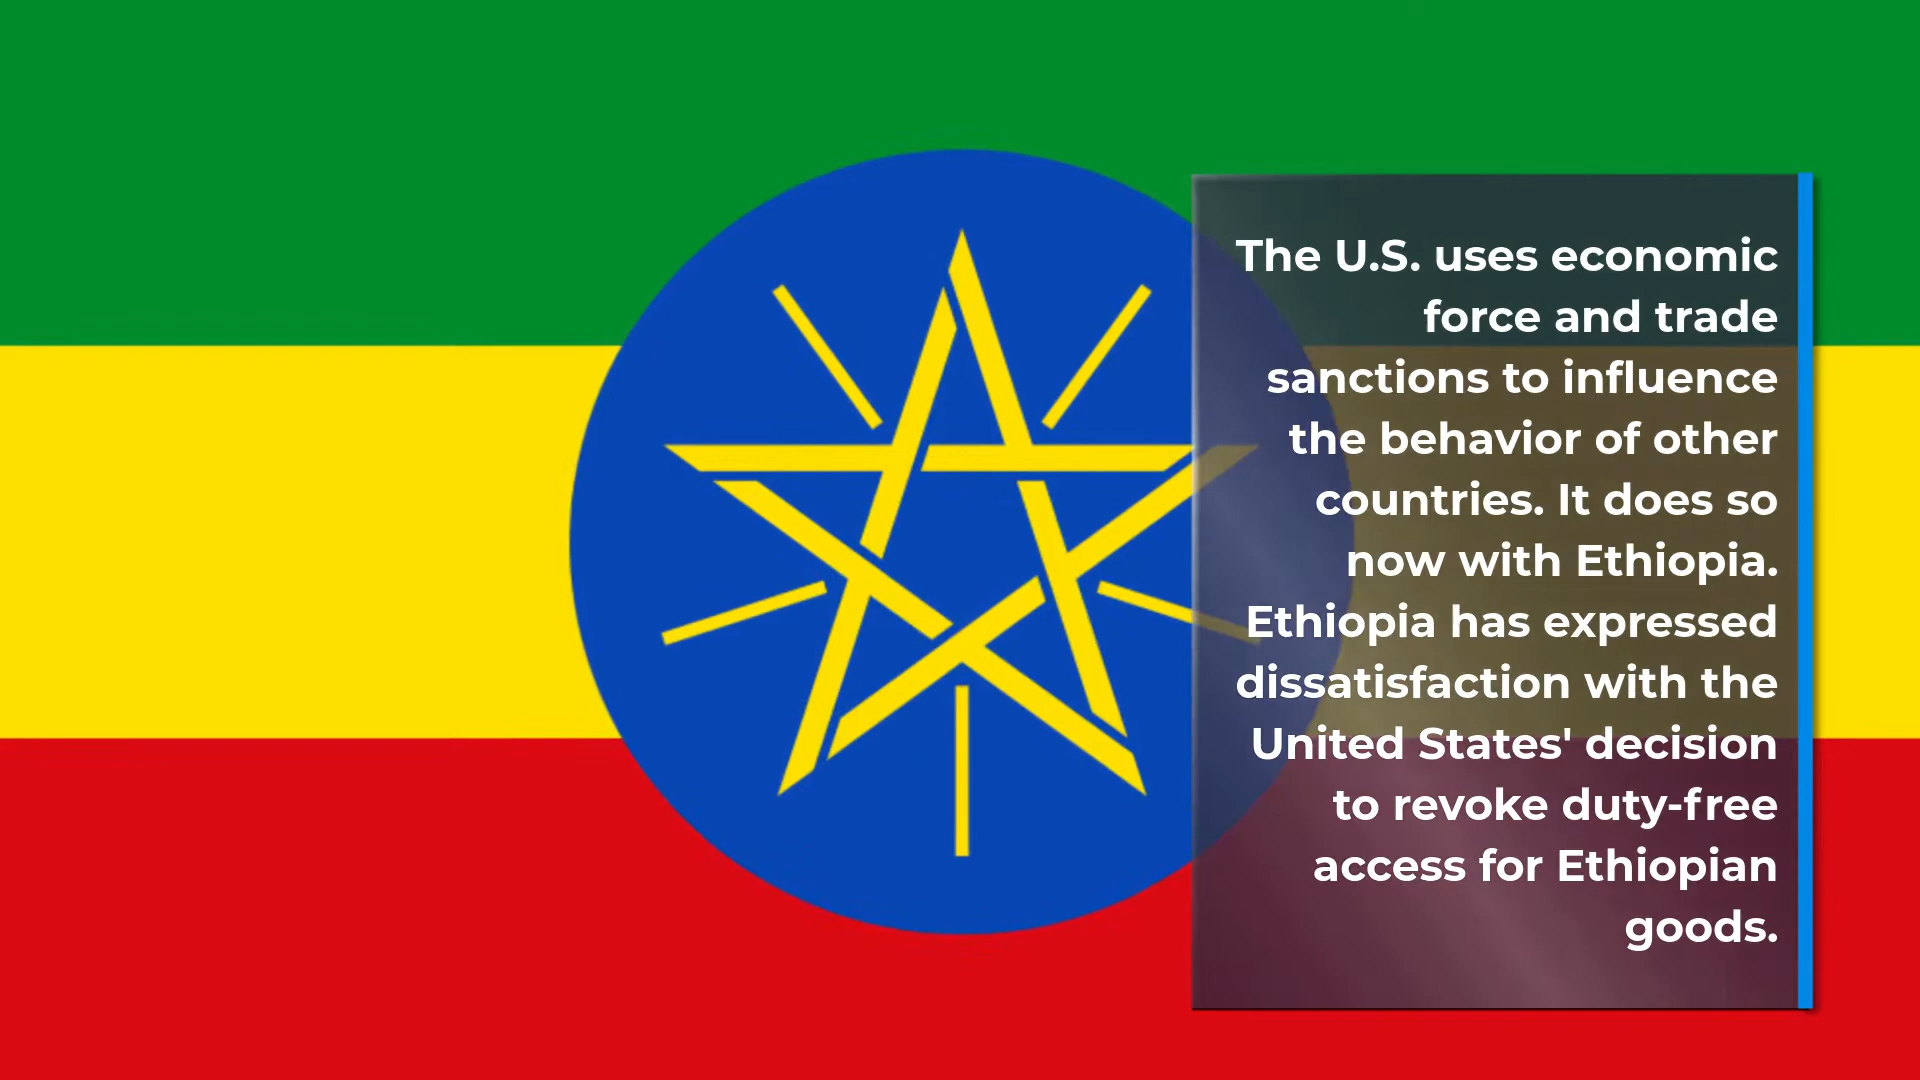 The U.S. uses economic
force and trade
sanctions to influence
the behavior of other
countries. It does so
now with Ethiopia.
Ethiopia has expressed
dissatisfaction with the
United States' decision
to revoke duty-free
access for Ethiopian
goods.